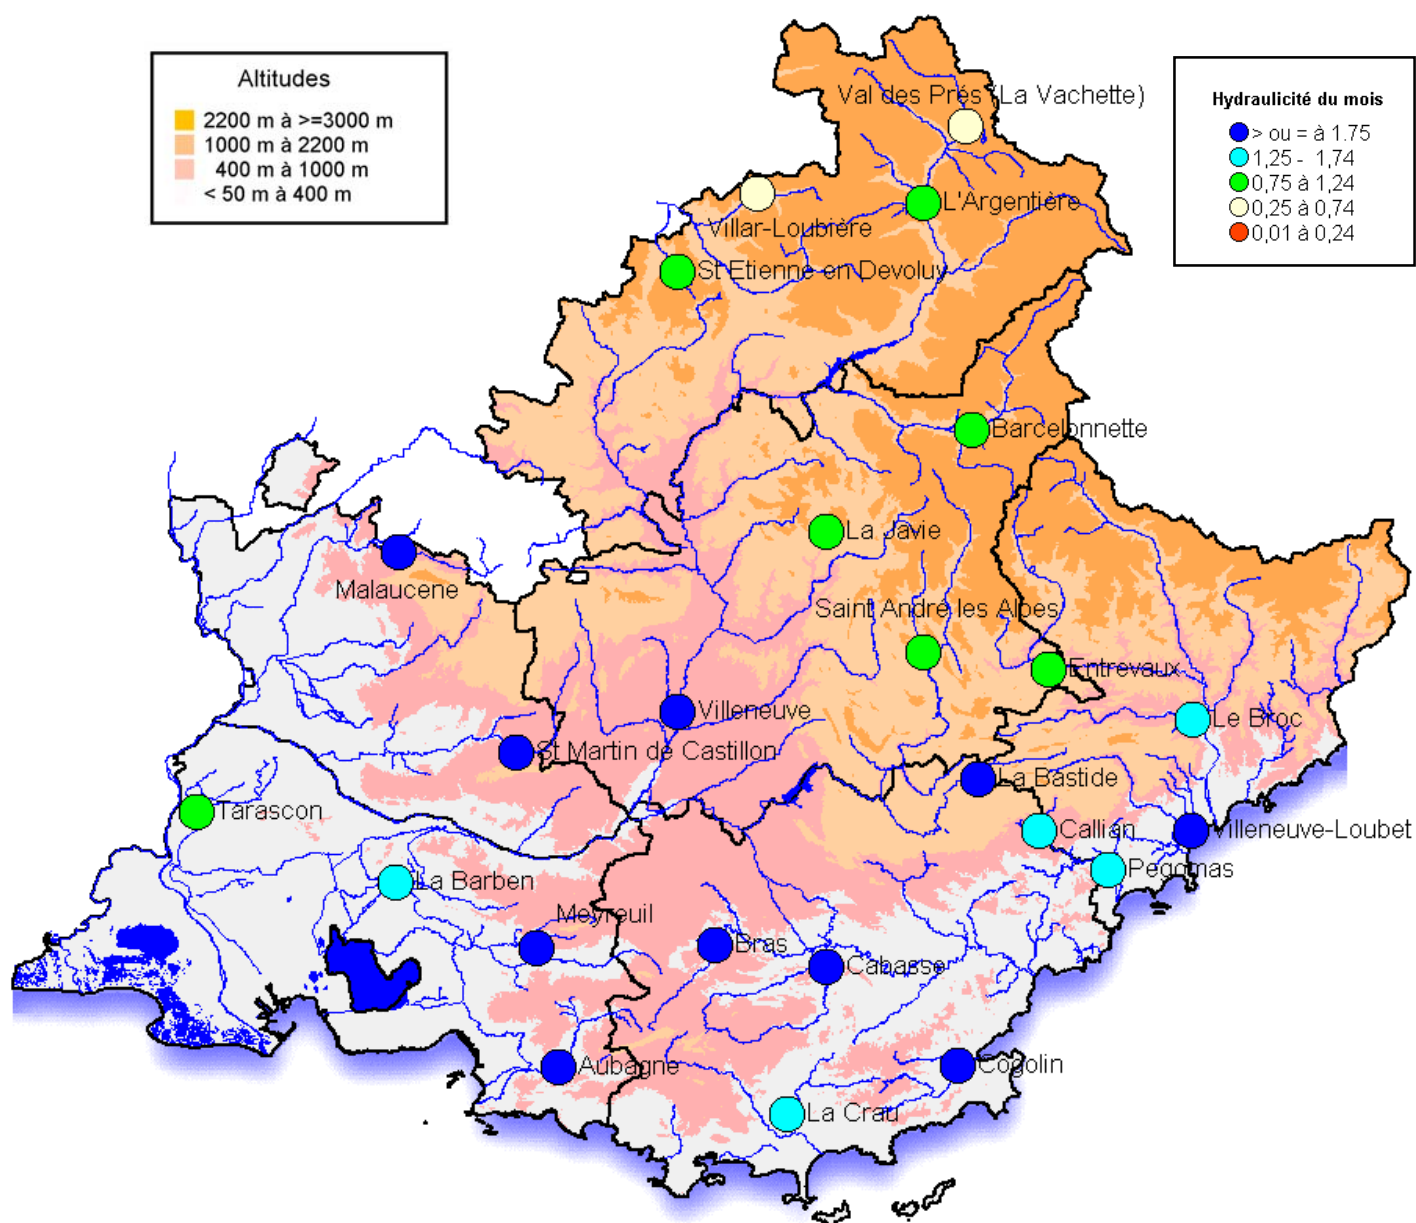 Altitudes
2200 m à >=3000 m
1000 m à 2200 m
400 m à 1000 m
< 50 m à 400 m
Hydraulicité du mois
> ou = à 1.75
1,25 - 1,74
0,75 à 1,24
0,25 à 0,74
0,01 à 0,24
Val des Prés (La Vachette)
L'Argentière
Villar-Loubière
St Etienne en Devoluy
Barcelonnette
La Javie
Malaucene
Saint André les Alpes
Entrevaux
Villeneuve
Le Broc
St Martin de Castillon
La Bastide
Tarascon
Callian
Villeneuve-Loubet
Pegomas
La Barben
Meyreuil
Bras
Cabasse
Aubagne
Cogolin
La Crau